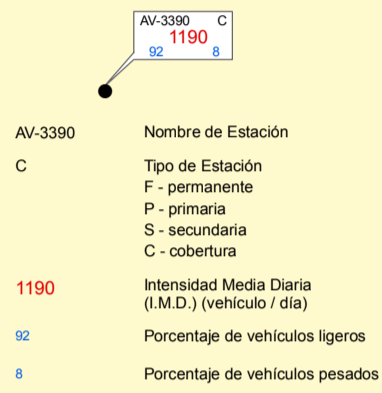 AV-3390 C
1190
92 8
AV-3390 Nombre de Estación
C Tipo de Estación
F - permanente
P - primaria
S - secundaria
C - cobertura
1190 Intensidad Media Diaria
(I.M.D.) (vehículo / día)
92 Porcentaje de vehículos ligeros
8 Porcentaje de vehículos pesados